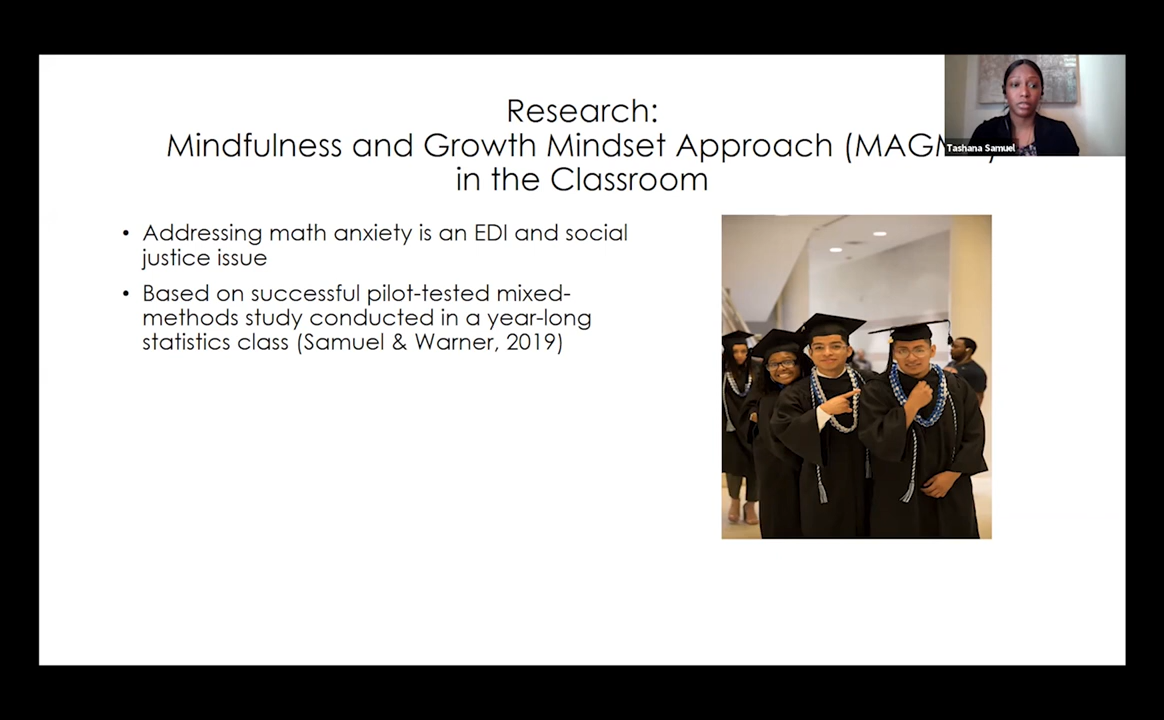 Research:
Mindfulness and Growth Mindset Approach
in the Classroom
Tashana Samuel
• Addressing math anxiety is an EDI and social
justice issue
• Based on successful pilot-tested mixed-
methods study conducted in a year-long
statistics class (Samuel & Warner, 2019)